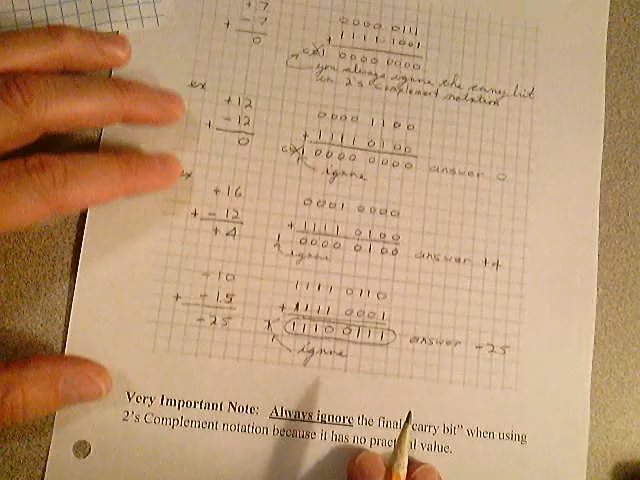 +7 0000 0111
+ -7 + 1111 1001
0 1 0000 0000
you always ignore the carry bit
in 2's Complement notation
ex
+12 0000 1100
+ -12 + 1111 0100
0 1 0000 0000 answer 0
ignore
ex
+16 0001 0000
+ -12 + 1111 0100
+4 1 0000 0100 answer +4
ignore
-10 1111 0110
+ -15 + 1111 0001
-25 1 11100111 answer -25
ignore
Very Important Note: Always ignore the final "carry bit" when using
2's Complement notation because it has no practical value.